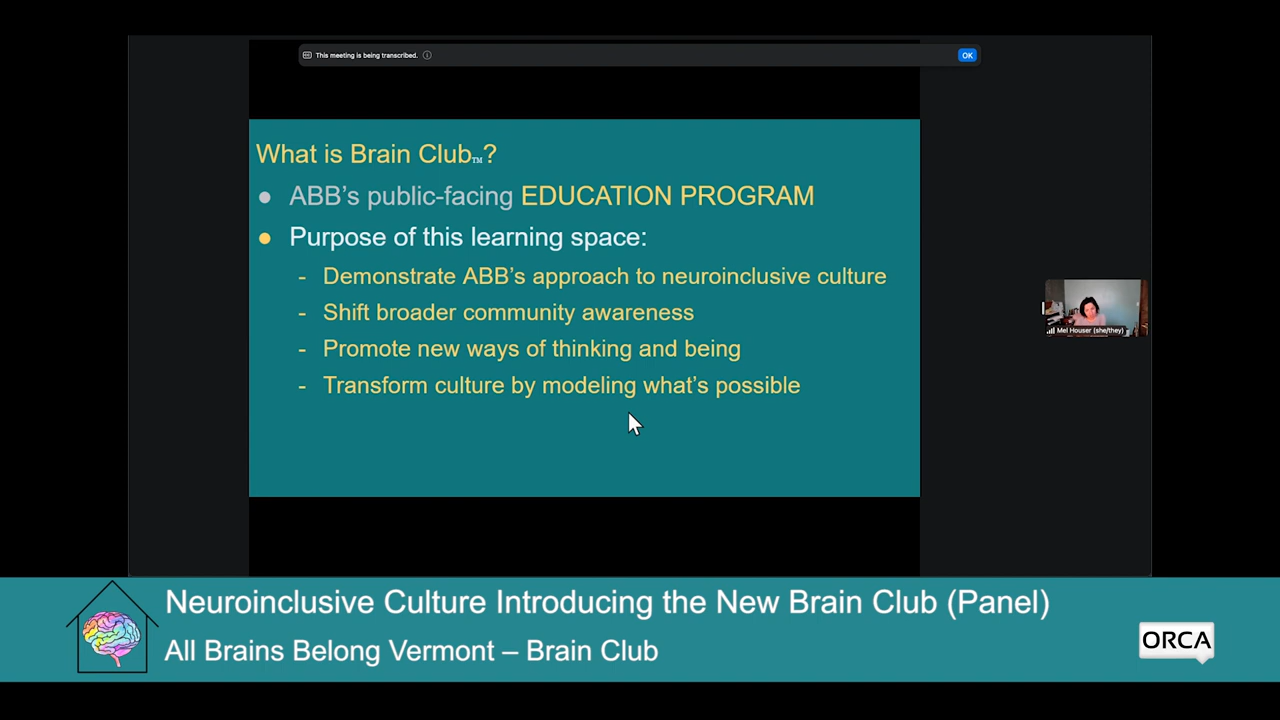 This meeting is being transcribed.
OK
What is Brain Club™?
● ABB's public-facing EDUCATION PROGRAM
● Purpose of this learning space:
- Demonstrate ABB's approach to neuroinclusive culture
- Shift broader community awareness
- Promote new ways of thinking and being
- Transform culture by modeling what's possible
Mel Houser (she/they)
Neuroinclusive Culture Introducing the New Brain Club (Panel)
All Brains Belong Vermont – Brain Club
ORCA